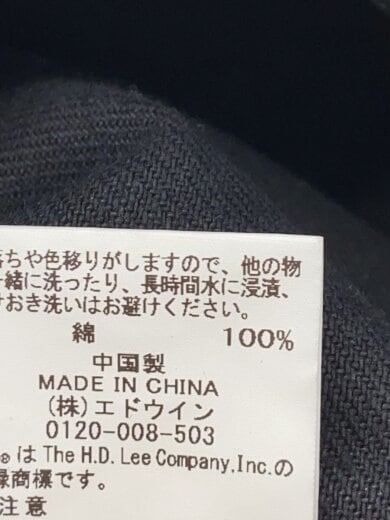 ちや色移りがしますので、他の物
緒に洗ったり、長時間水に浸漬、
おき洗いはお避けください。
綿 100%
中国製
MADE IN CHINA
(株)エドウイン
0120-008-503
® は The H.D. Lee Company,Inc.の
録商標です。
注意